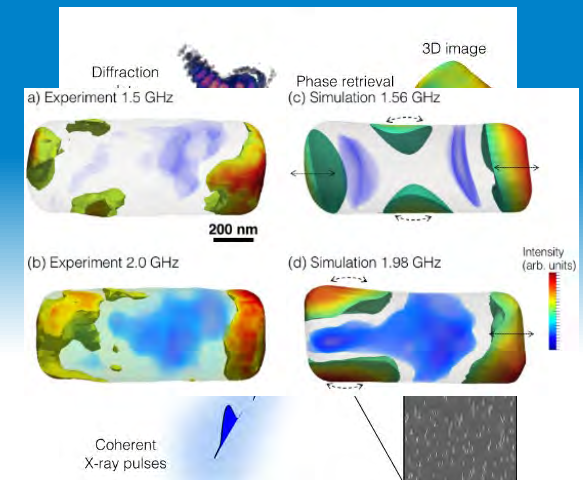 3D image
Diffraction
Phase retrieval
a) Experiment 1.5 GHz
(c) Simulation 1.56 GHz
200 nm
(b) Experiment 2.0 GHz
(d) Simulation 1.98 GHz
Intensity
(arb. units)
Coherent
X-ray pulses